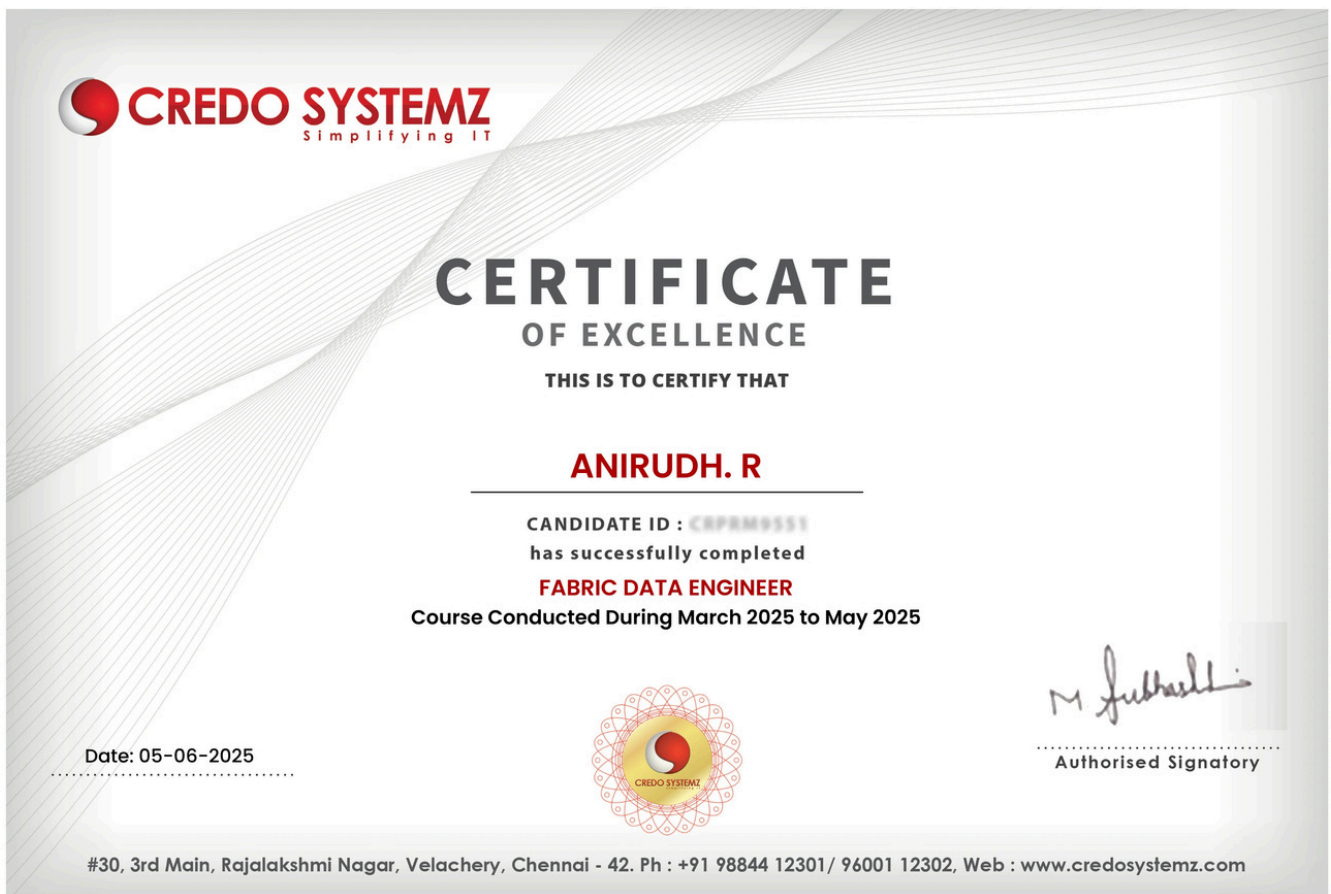 CREDO SYSTEMZ
Simplifying IT
CERTIFICATE
OF EXCELLENCE
THIS IS TO CERTIFY THAT
ANIRUDH. R
CANDIDATE ID :
has successfully completed
FABRIC DATA ENGINEER
Course Conducted During March 2025 to May 2025
Date: 05-06-2025
CREDO SYSTEMZ
Authorised Signatory
#30, 3rd Main, Rajalakshmi Nagar, Velachery, Chennai - 42. Ph : +91 98844 12301/ 96001 12302, Web : www.credosystemz.com